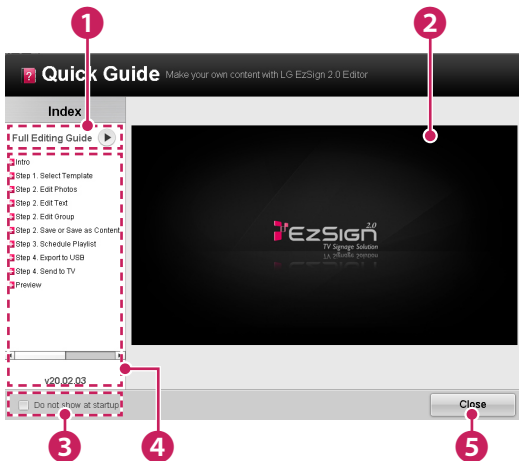 1
2
? Quick Guide Make your own content with LG EzSign 2.0 Editor
Index
Full Editing Guide
Intro
Step 1. Select Template
Step 2. Edit Photos
Step 2. Edit Text
Step 2. Edit Group
Step 2. Save or Save as Content
Step 3. Schedule Playlist
Step 4. Export to USB
Step 4. Send to TV
Preview
EzSign 2.0
TV Signage Solution
v20.02.03
Do not show at startup
Close
3
4
5